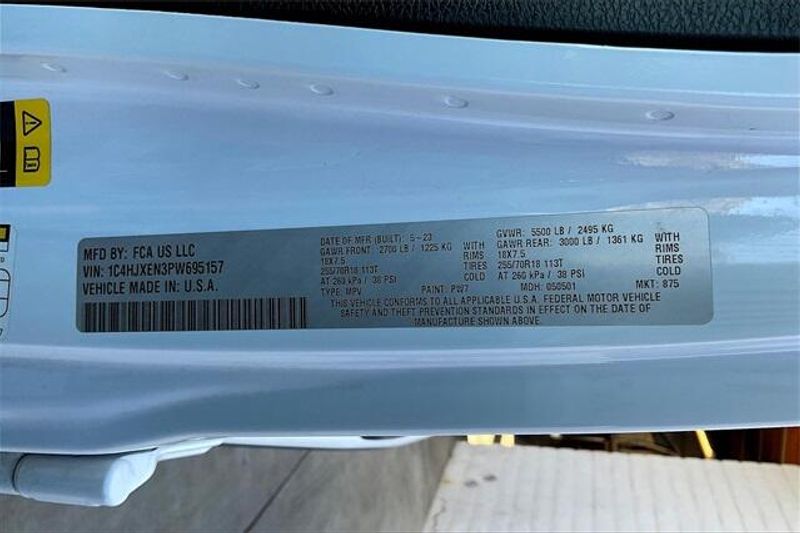 MFD BY: FCA US LLC
VIN: 1C4HJXEN3PW695157
VEHICLE MADE IN: U.S.A.
DATE OF MFR (BUILT): 5-23
GAWR FRONT: 2700 LB / 1225 KG WITH
18X7.5 RIMS
255/70R18 113T TIRES
AT 260 kPa / 38 PSI COLD
TYPE: MPV PAINT: PW7
GVWR: 5500 LB / 2495 KG
GAWR REAR: 3000 LB / 1361 KG WITH
18X7.5 RIMS
255/70R18 113T TIRES
AT 260 kPa / 38 PSI COLD
MDH: 050501 MKT: 875
THIS VEHICLE CONFORMS TO ALL APPLICABLE U.S.A. FEDERAL MOTOR VEHICLE
SAFETY AND THEFT PREVENTION STANDARDS IN EFFECT ON THE DATE OF
MANUFACTURE SHOWN ABOVE.